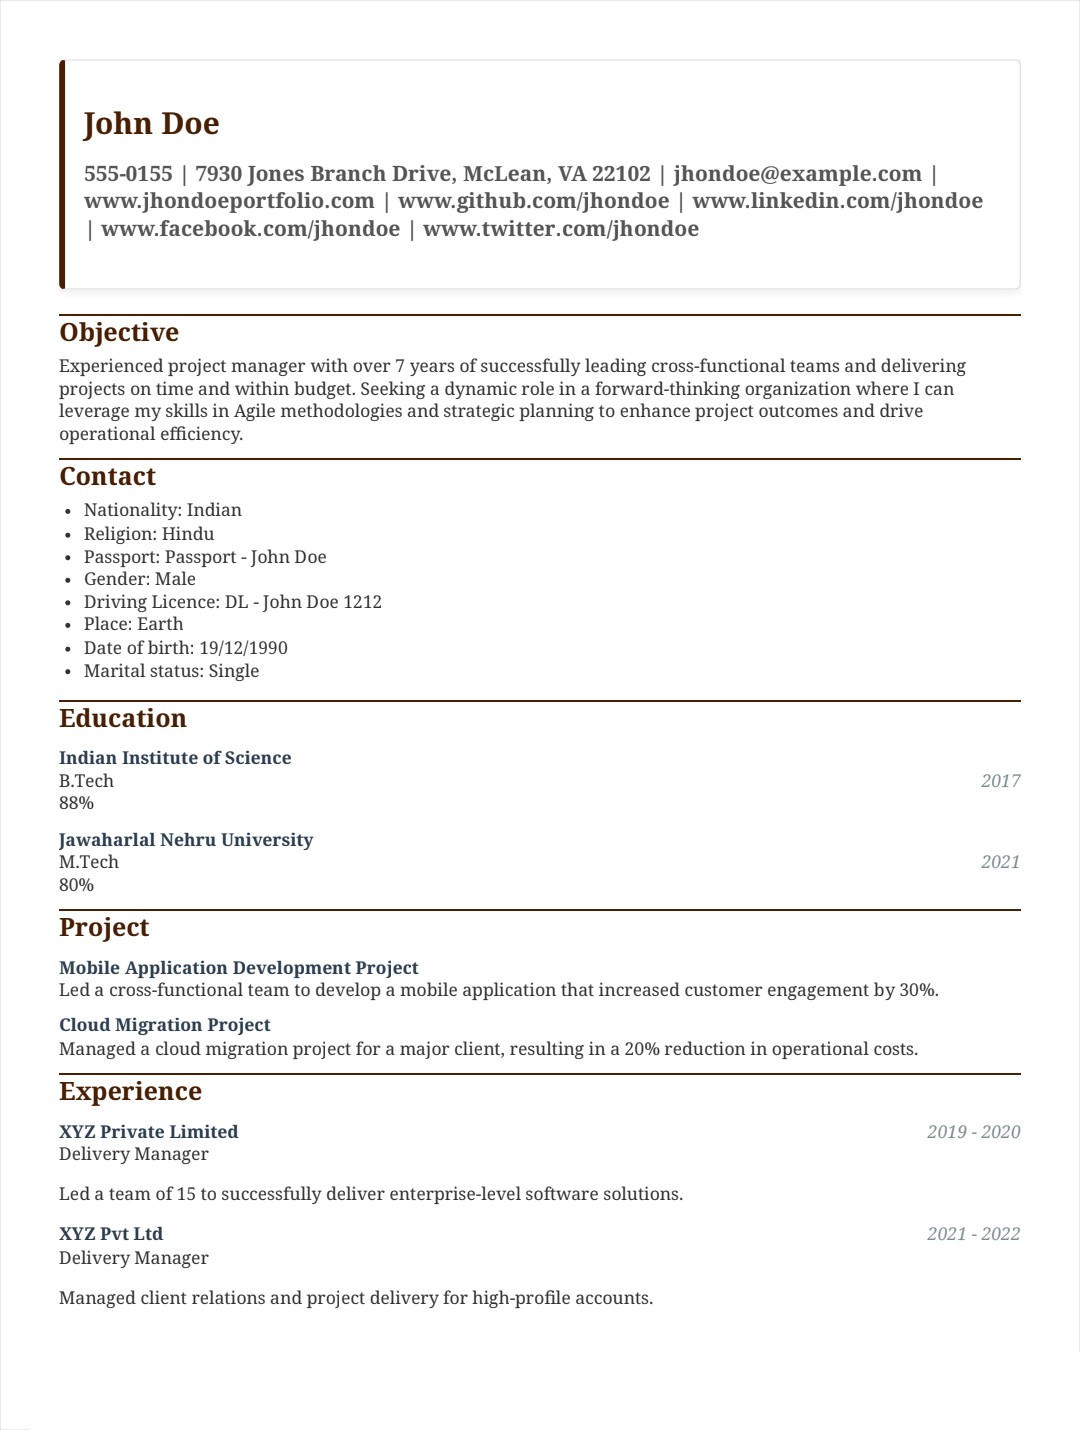 John Doe
555-0155 | 7930 Jones Branch Drive, McLean, VA 22102 | jhondoe@example.com |
www.jhondoeportfolio.com | www.github.com/jhondoe | www.linkedin.com/jhondoe
| www.facebook.com/jhondoe | www.twitter.com/jhondoe
Objective
Experienced project manager with over 7 years of successfully leading cross-functional teams and delivering
projects on time and within budget. Seeking a dynamic role in a forward-thinking organization where I can
leverage my skills in Agile methodologies and strategic planning to enhance project outcomes and drive
operational efficiency.
Contact
• Nationality: Indian
• Religion: Hindu
• Passport: Passport - John Doe
• Gender: Male
• Driving Licence: DL - John Doe 1212
• Place: Earth
• Date of birth: 19/12/1990
• Marital status: Single
Education
Indian Institute of Science
B.Tech 2017
88%
Jawaharlal Nehru University
M.Tech 2021
80%
Project
Mobile Application Development Project
Led a cross-functional team to develop a mobile application that increased customer engagement by 30%.
Cloud Migration Project
Managed a cloud migration project for a major client, resulting in a 20% reduction in operational costs.
Experience
XYZ Private Limited 2019 - 2020
Delivery Manager
Led a team of 15 to successfully deliver enterprise-level software solutions.
XYZ Pvt Ltd 2021 - 2022
Delivery Manager
Managed client relations and project delivery for high-profile accounts.